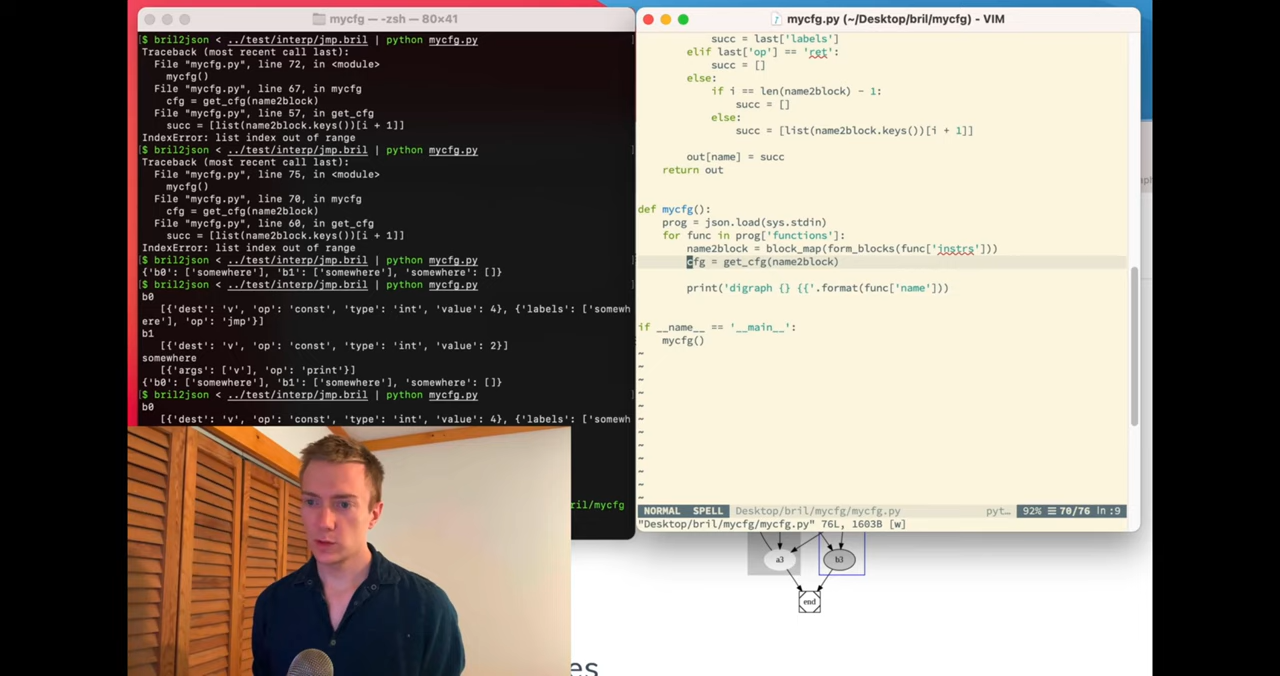 mycfg — -zsh — 80×41
[$ bril2json < ../test/interp/jmp.bril | python mycfg.py
Traceback (most recent call last):
File "mycfg.py", line 72, in <module>
mycfg()
File "mycfg.py", line 67, in mycfg
cfg = get_cfg(name2block)
File "mycfg.py", line 57, in get_cfg
succ = [list(name2block.keys())[i + 1]]
IndexError: list index out of range
[$ bril2json < ../test/interp/jmp.bril | python mycfg.py
Traceback (most recent call last):
File "mycfg.py", line 75, in <module>
mycfg()
File "mycfg.py", line 70, in mycfg
cfg = get_cfg(name2block)
File "mycfg.py", line 60, in get_cfg
succ = [list(name2block.keys())[i + 1]]
IndexError: list index out of range
[$ bril2json < ../test/interp/jmp.bril | python mycfg.py
{'b0': ['somewhere'], 'b1': ['somewhere'], 'somewhere': []}
[$ bril2json < ../test/interp/jmp.bril | python mycfg.py
b0
[{'dest': 'v', 'op': 'const', 'type': 'int', 'value': 4}, {'labels': ['somewh
ere'], 'op': 'jmp'}]
b1
[{'dest': 'v', 'op': 'const', 'type': 'int', 'value': 2}]
somewhere
[{'args': ['v'], 'op': 'print'}]
{'b0': ['somewhere'], 'b1': ['somewhere'], 'somewhere': []}
[$ bril2json < ../test/interp/jmp.bril | python mycfg.py
b0
[{'dest': 'v', 'op': 'const', 'type': 'int', 'value': 4}, {'labels': ['somewh
ril/mycfg
mycfg.py (~/Desktop/bril/mycfg) - VIM
succ = last['labels']
elif last['op'] == 'ret':
succ = []
else:
if i == len(name2block) - 1:
succ = []
else:
succ = [list(name2block.keys())[i + 1]]
out[name] = succ
return out
def mycfg():
prog = json.load(sys.stdin)
for func in prog['functions']:
name2block = block_map(form_blocks(func['instrs']))
cfg = get_cfg(name2block)
print('digraph {} {{'.format(func['name']))
if __name__ == '__main__':
mycfg()
~
~
~
~
~
~
~
~
~
~
~
~
NORMAL SPELL Desktop/bril/mycfg/mycfg.py pyt… 92% ☰ 70/76 ㏑:9
"Desktop/bril/mycfg/mycfg.py" 76L, 1603B [w]
a3
b3
end
es